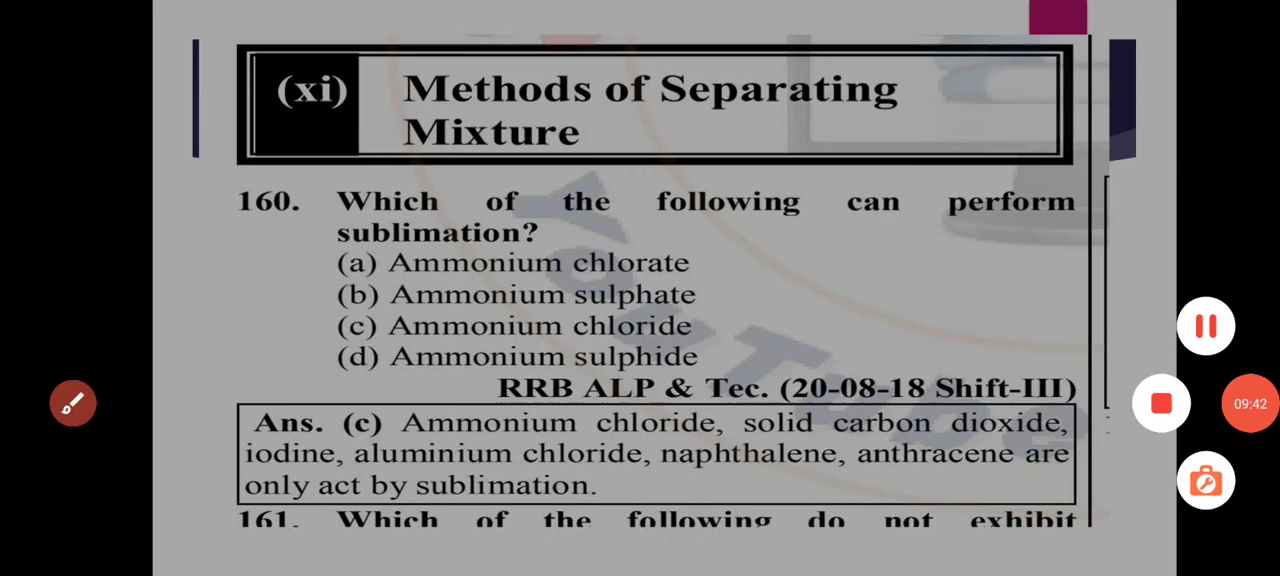 (xi) Methods of Separating
Mixture
160. Which of the following can perform
sublimation?
(a) Ammonium chlorate
(b) Ammonium sulphate
(c) Ammonium chloride
(d) Ammonium sulphide
RRB ALP & Tec. (20-08-18 Shift-III)
Ans. (c) Ammonium chloride, solid carbon dioxide,
iodine, aluminium chloride, naphthalene, anthracene are
only act by sublimation.
161. Which of the following do not exhibit
YouTube
09:42